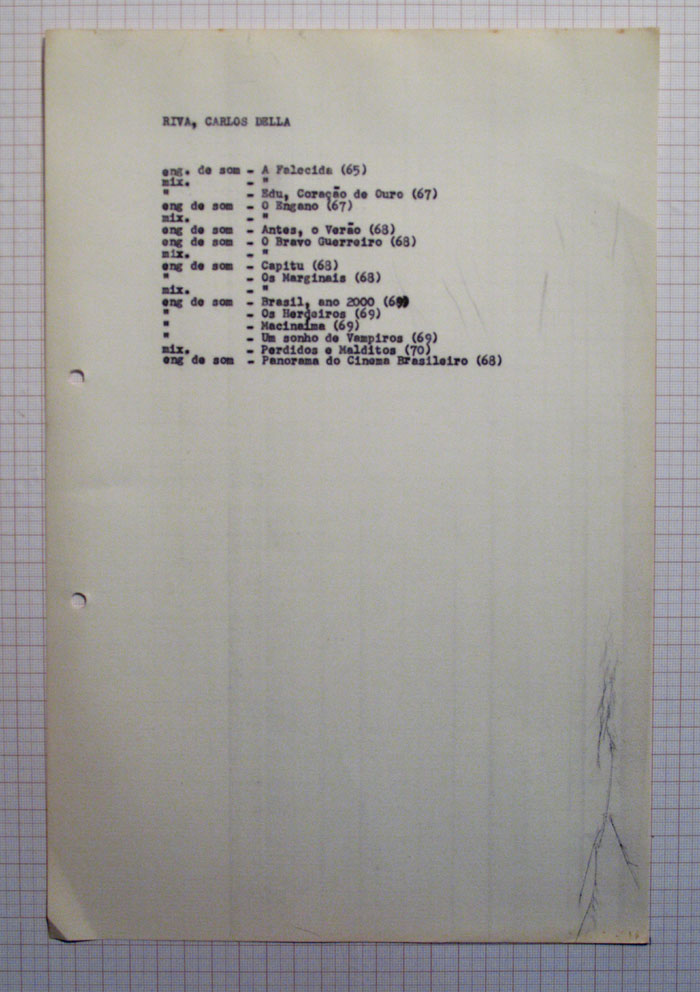 RIVA, CARLOS DELLA
eng. de som - A Falecida (65)
mix. - "
" - Edu, Coração de Ouro (67)
eng de som - O Engano (67)
mix. - "
eng de som - Antes, o Verão (68)
eng de som - O Bravo Guerreiro (68)
mix. - "
eng de som - Capitu (68)
" - Os Marginais (68)
mix. - "
eng de som - Brasil, ano 2000 (69)
" - Os Herdeiros (69)
" - Macinaíma (69)
" - Um sonho de Vampiros (69)
mix. - Perdidos e Malditos (70)
eng de som - Panorama do Cinema Brasileiro (68)